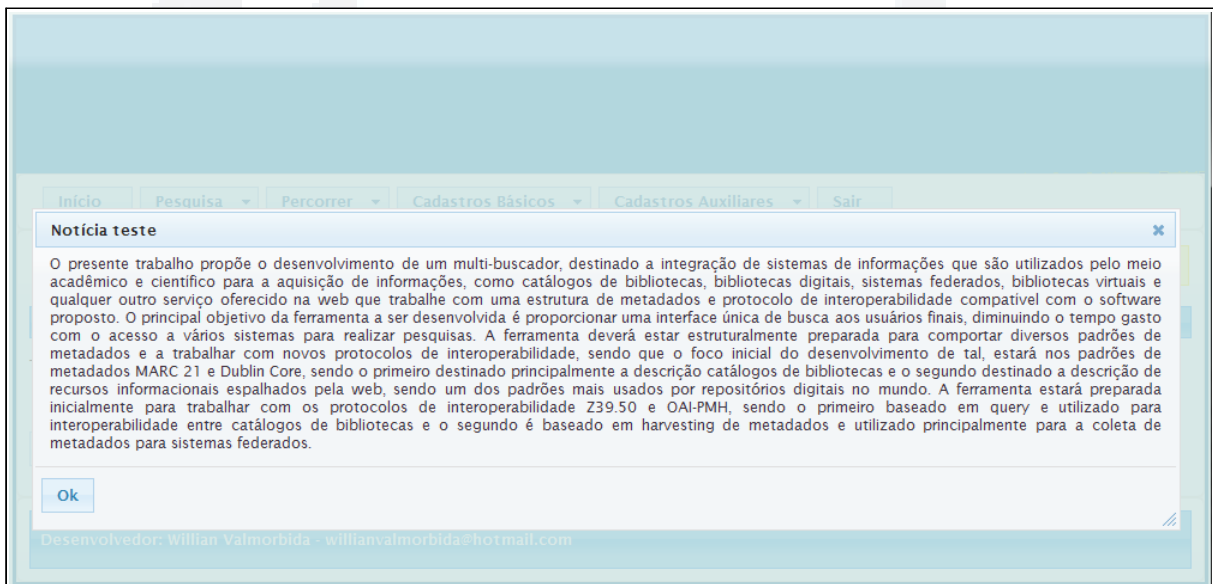 Início Pesquisa Percorrer Cadastros Básicos Cadastros Auxiliares Sair
Notícia teste
O presente trabalho propõe o desenvolvimento de um multi-buscador, destinado a integração de sistemas de informações que são utilizados pelo meio
acadêmico e científico para a aquisição de informações, como catálogos de bibliotecas, bibliotecas digitais, sistemas federados, bibliotecas virtuais e
qualquer outro serviço oferecido na web que trabalhe com uma estrutura de metadados e protocolo de interoperabilidade compatível com o software
proposto. O principal objetivo da ferramenta a ser desenvolvida é proporcionar uma interface única de busca aos usuários finais, diminuindo o tempo gasto
com o acesso a vários sistemas para realizar pesquisas. A ferramenta deverá estar estruturalmente preparada para comportar diversos padrões de
metadados e a trabalhar com novos protocolos de interoperabilidade, sendo que o foco inicial do desenvolvimento de tal, estará nos padrões de
metadados MARC 21 e Dublin Core, sendo o primeiro destinado principalmente a descrição catálogos de bibliotecas e o segundo destinado a descrição de
recursos informacionais espalhados pela web, sendo um dos padrões mais usados por repositórios digitais no mundo. A ferramenta estará preparada
inicialmente para trabalhar com os protocolos de interoperabilidade Z39.50 e OAI-PMH, sendo o primeiro baseado em query e utilizado para
interoperabilidade entre catálogos de bibliotecas e o segundo é baseado em harvesting de metadados e utilizado principalmente para a coleta de
metadados para sistemas federados.
Ok
Desenvolvedor: Willian Valmorbida - willianvalmorbida@hotmail.com